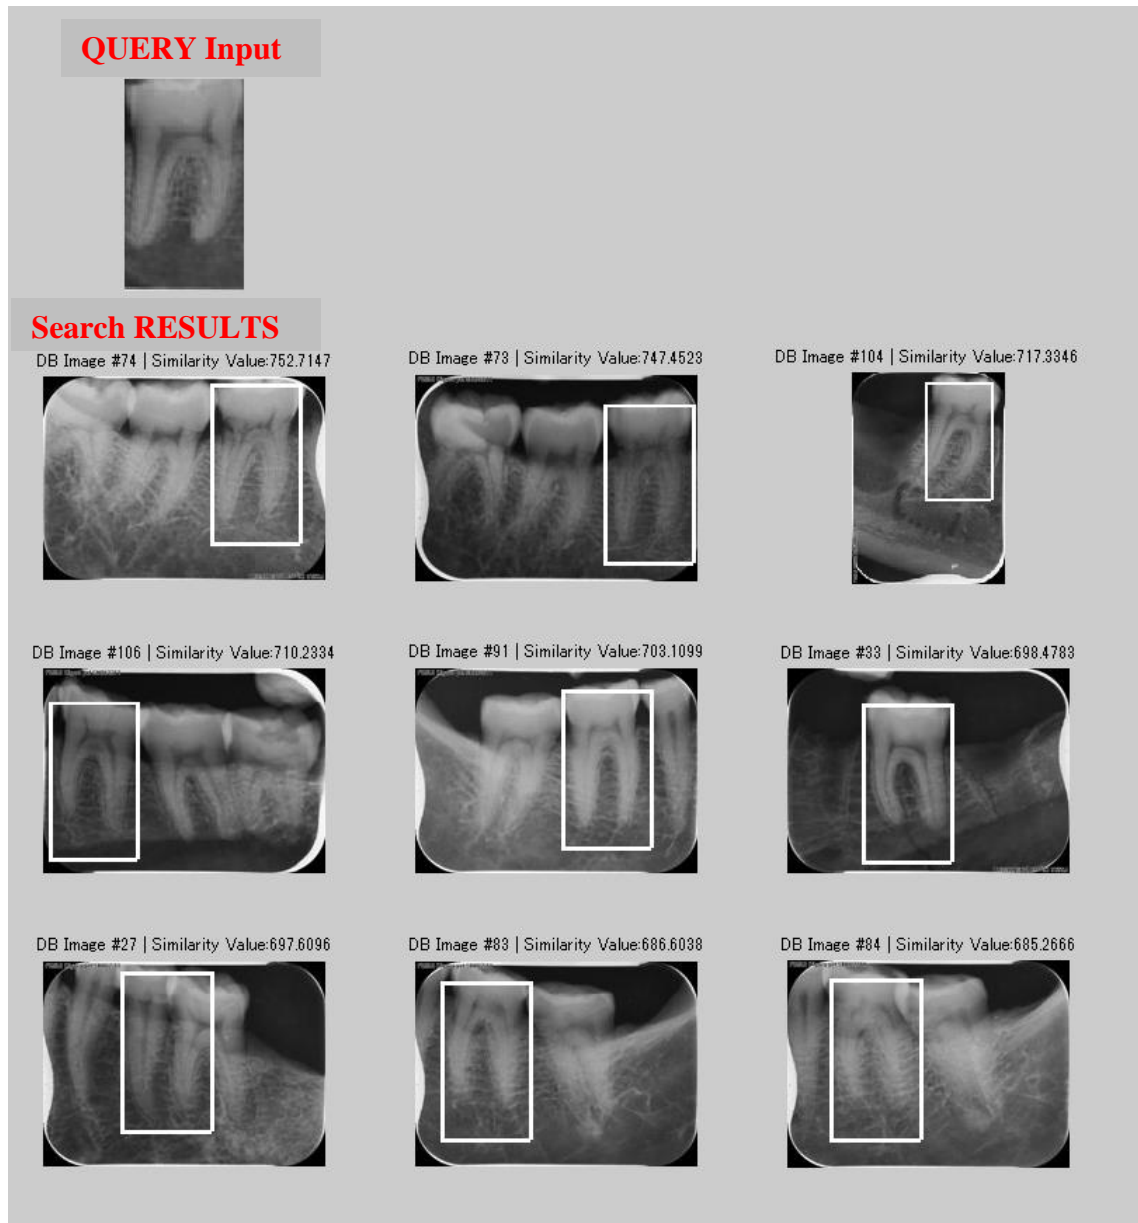 QUERY Input
Search RESULTS
DB Image #74 | Similarity Value:752.7147
DB Image #73 | Similarity Value:747.4523
DB Image #104 | Similarity Value:717.3346
DB Image #106 | Similarity Value:710.2334
DB Image #91 | Similarity Value:703.1099
DB Image #33 | Similarity Value:698.4783
DB Image #27 | Similarity Value:697.6096
DB Image #83 | Similarity Value:686.6038
DB Image #84 | Similarity Value:685.2666